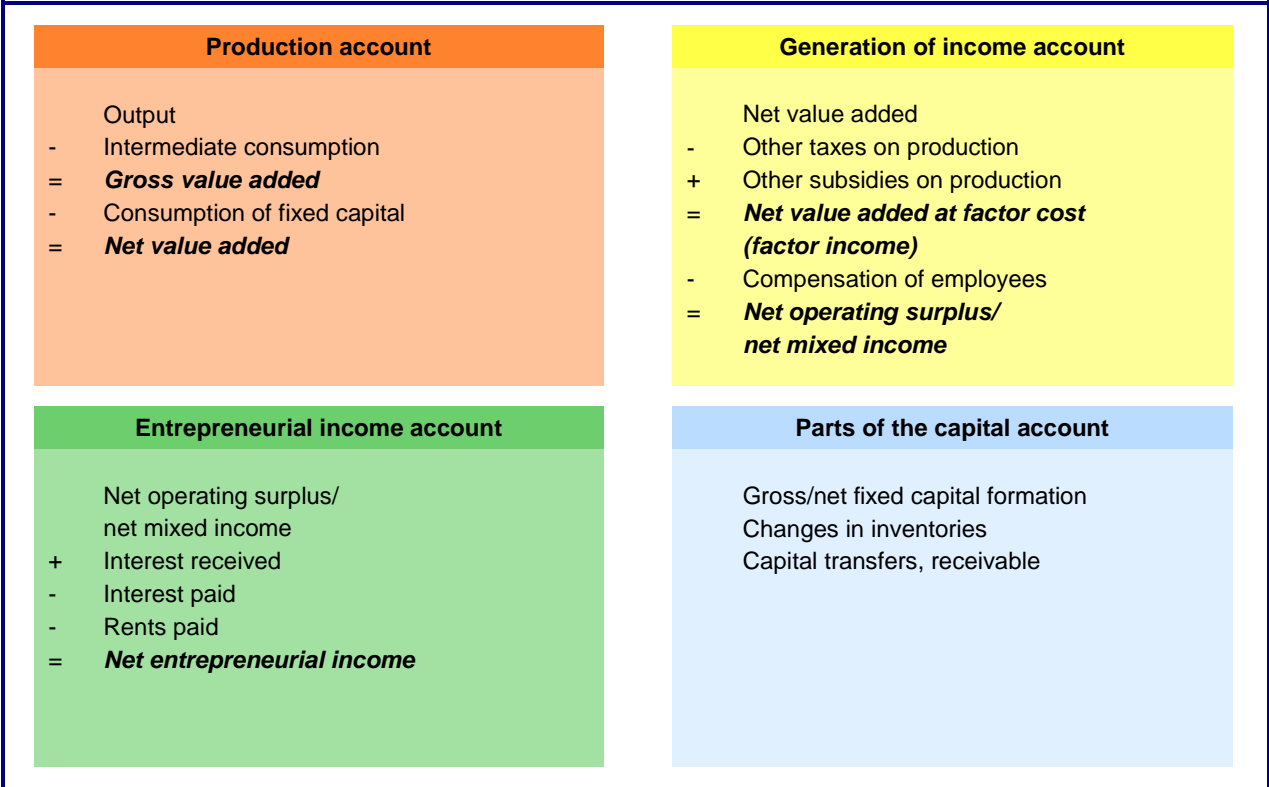 Production account
Output
- Intermediate consumption
= Gross value added
- Consumption of fixed capital
= Net value added
Generation of income account
Net value added
- Other taxes on production
+ Other subsidies on production
= Net value added at factor cost
(factor income)
- Compensation of employees
= Net operating surplus/
net mixed income
Entrepreneurial income account
Net operating surplus/
net mixed income
+ Interest received
- Interest paid
- Rents paid
= Net entrepreneurial income
Parts of the capital account
Gross/net fixed capital formation
Changes in inventories
Capital transfers, receivable